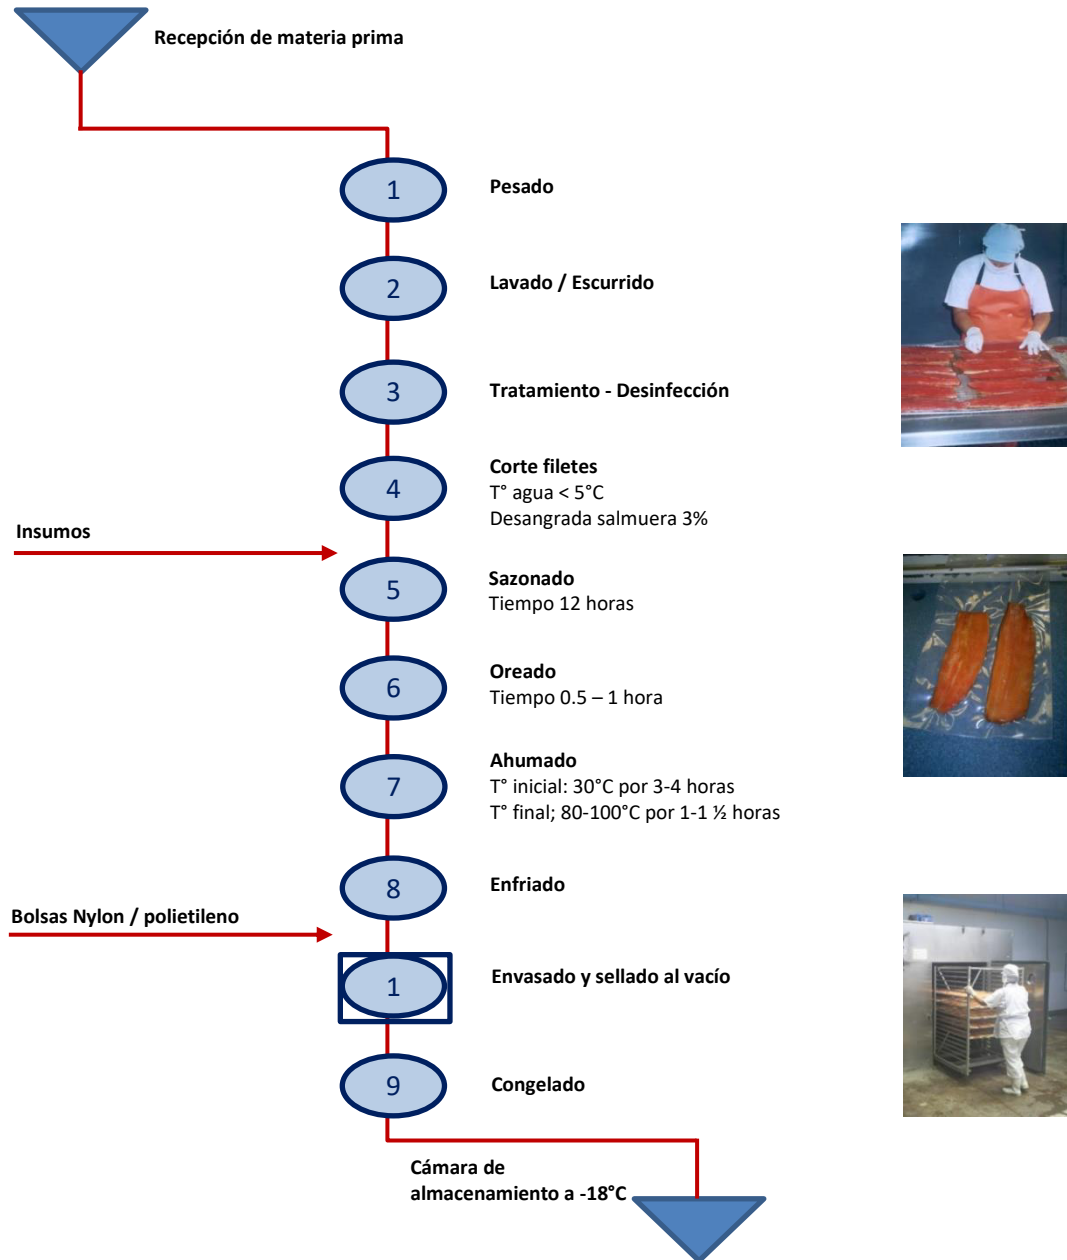 Recepción de materia prima
1
Pesado
2
Lavado / Escurrido
3
Tratamiento - Desinfección
4
Corte filetes
T° agua < 5°C
Desangrada salmuera 3%
Insumos
5
Sazonado
Tiempo 12 horas
6
Oreado
Tiempo 0.5 – 1 hora
7
Ahumado
T° inicial: 30°C por 3-4 horas
T° final; 80-100°C por 1-1 ½ horas
8
Enfriado
Bolsas Nylon / polietileno
1
Envasado y sellado al vacío
9
Congelado
Cámara de
almacenamiento a -18°C